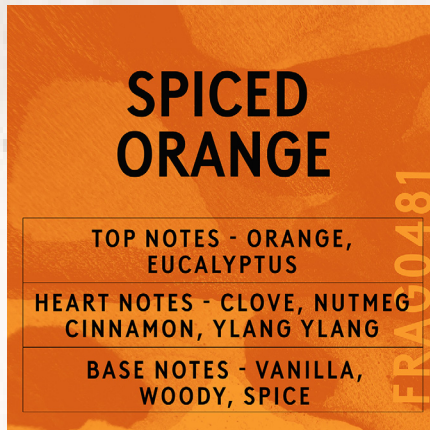 SPICED
ORANGE
TOP NOTES - ORANGE,
EUCALYPTUS
HEART NOTES - CLOVE, NUTMEG
CINNAMON, YLANG YLANG
BASE NOTES - VANILLA,
WOODY, SPICE
FRAG0481